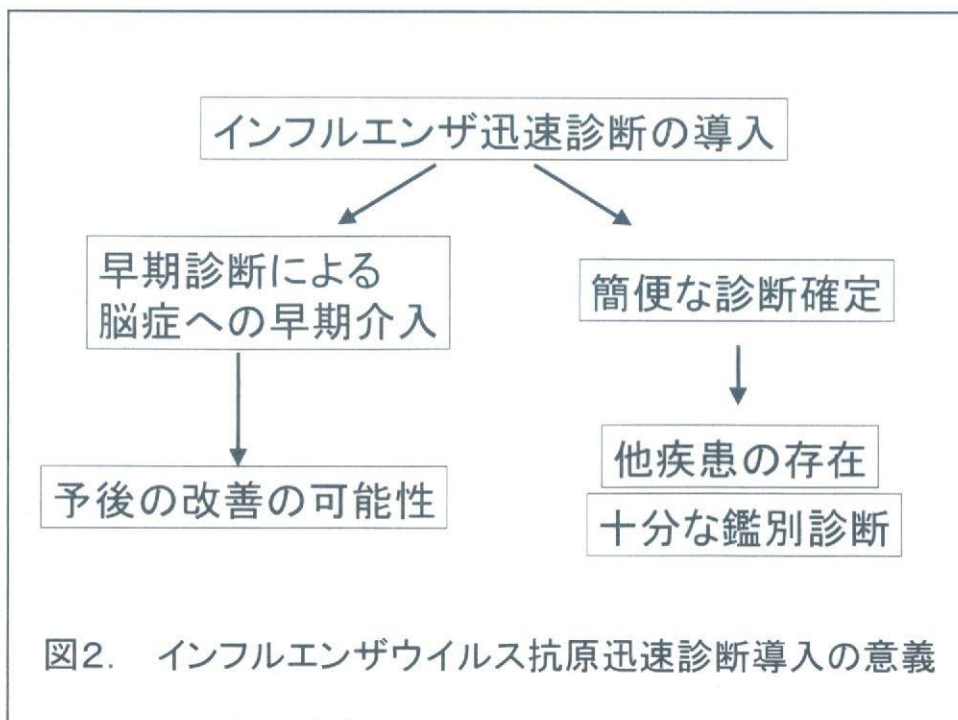 インフルエンザ迅速診断の導入
早期診断による
脳症への早期介入
予後の改善の可能性
簡便な診断確定
他疾患の存在
十分な鑑別診断
図2. インフルエンザウイルス抗原迅速診断導入の意義